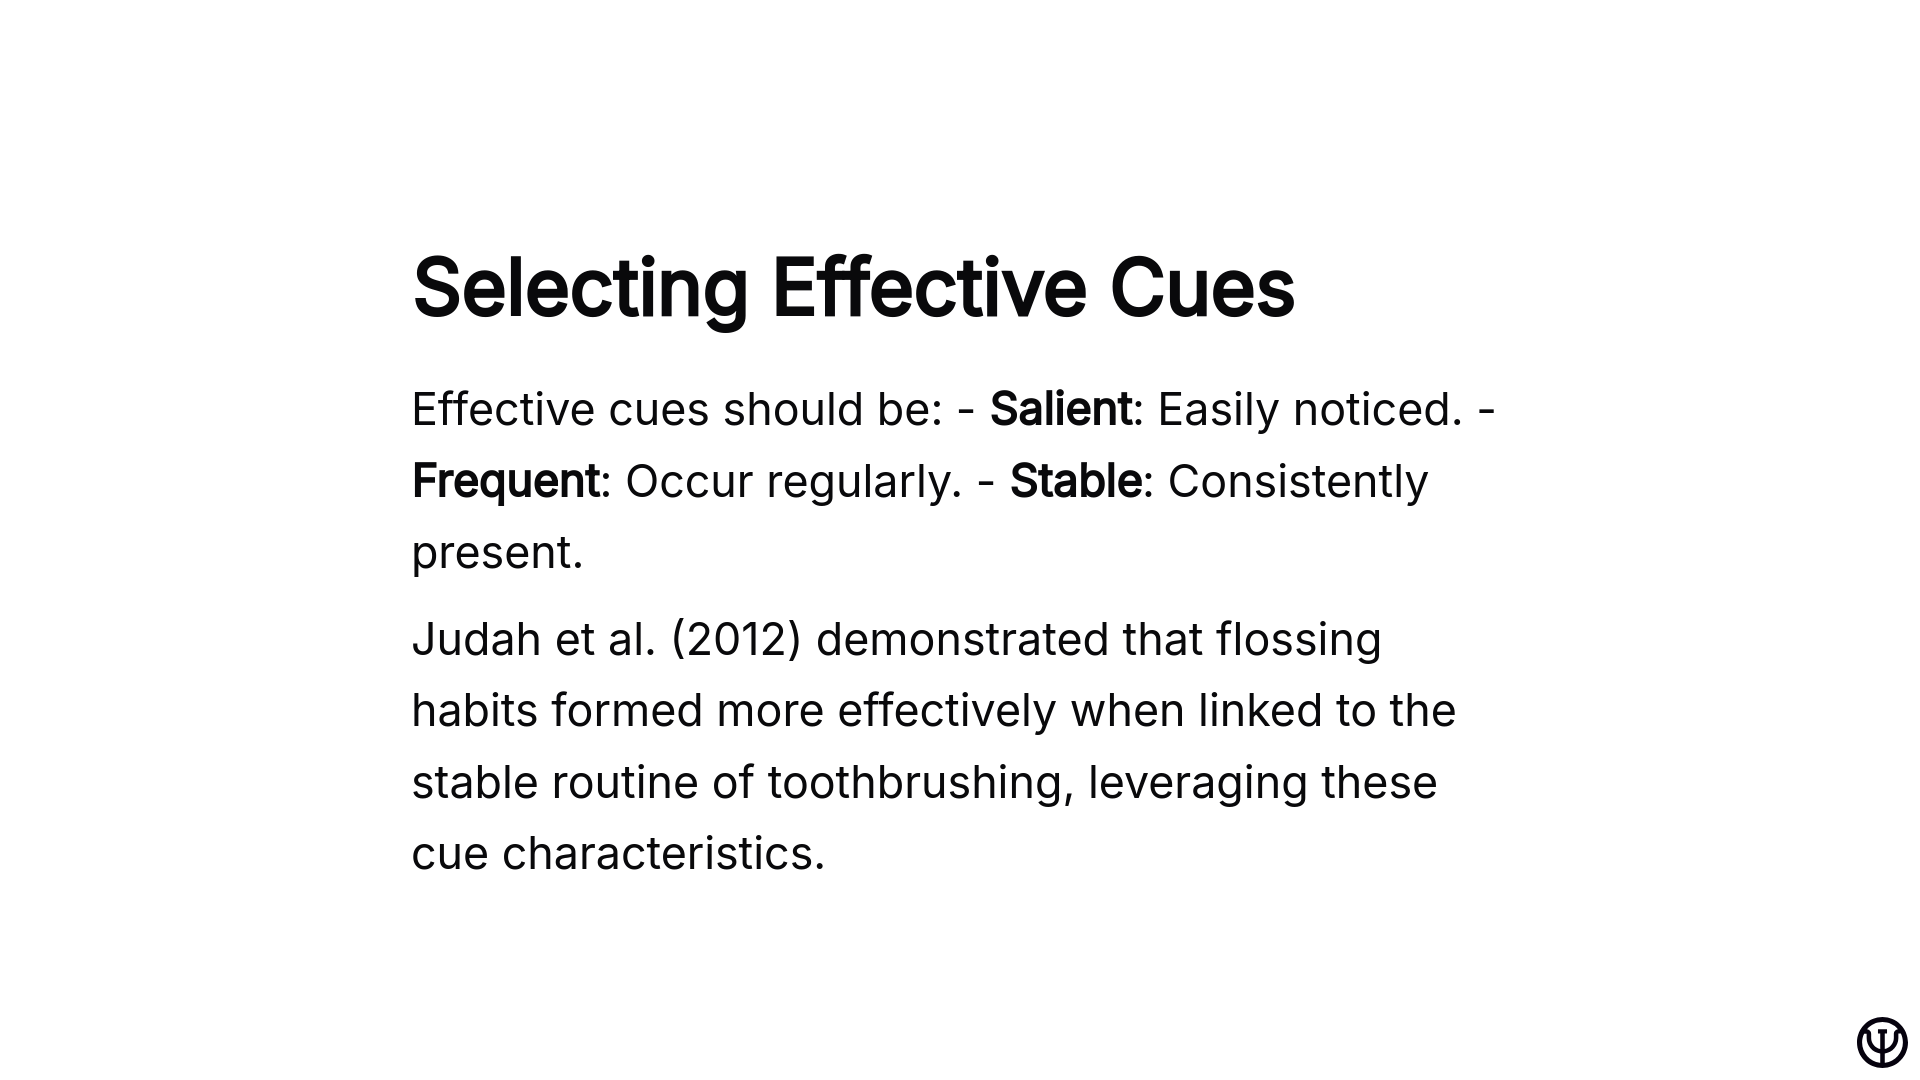 Selecting Effective Cues
Effective cues should be: - Salient: Easily noticed. -
Frequent: Occur regularly. - Stable: Consistently
present.
Judah et al. (2012) demonstrated that flossing
habits formed more effectively when linked to the
stable routine of toothbrushing, leveraging these
cue characteristics.